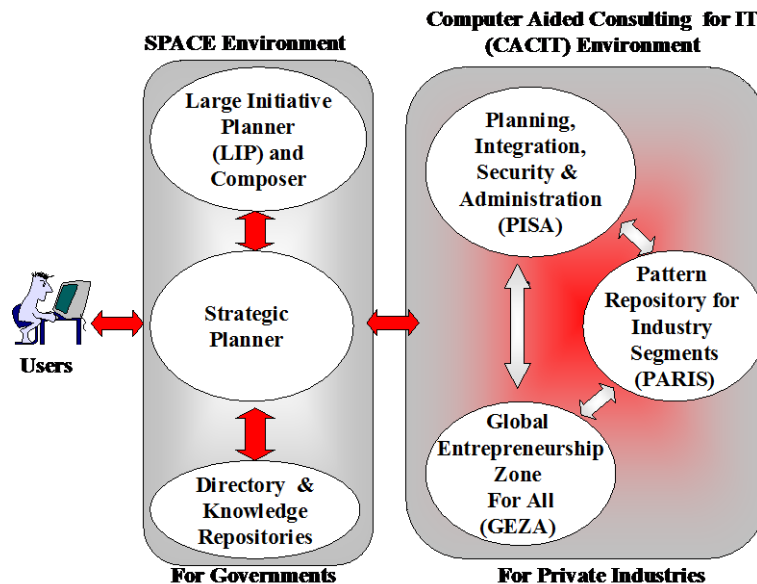 SPACE Environment
Large Initiative
Planner
(LIP) and
Composer
Strategic
Planner
Directory &
Knowledge
Repositories
For Governments
Users
Computer Aided Consulting for IT
(CACIT) Environment
Planning,
Integration,
Security &
Administration
(PISA)
Pattern
Repository for
Industry
Segments
(PARIS)
Global
Entrepreneurship
Zone
For All
(GEZA)
For Private Industries